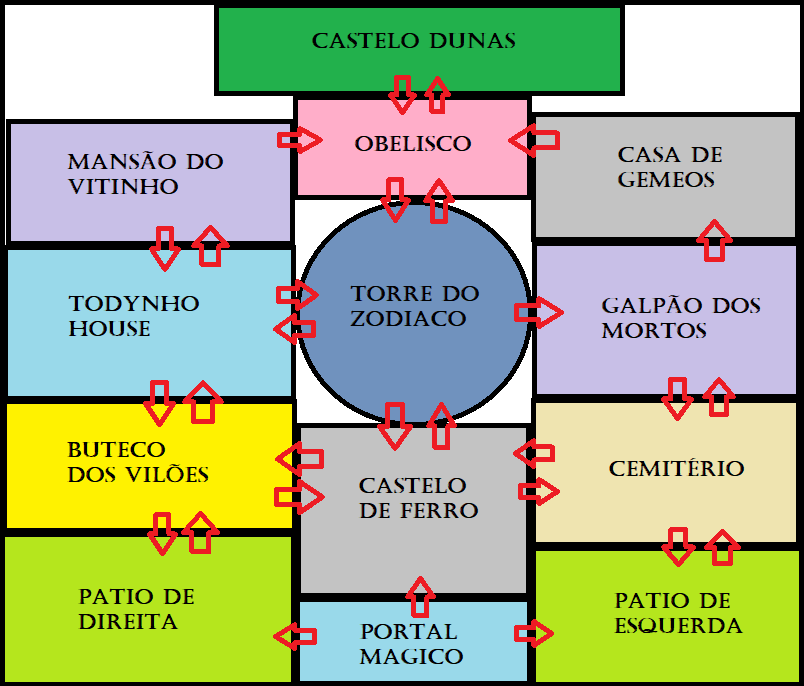 CASTELO DUNAS
OBELISCO
MANSÃO DO
VITINHO
CASA DE
GEMEOS
TODYNHO
HOUSE
TORRE DO
ZODIACO
GALPÃO DOS
MORTOS
BUTECO
DOS VILÕES
CASTELO
DE FERRO
CEMITÉRIO
PATIO DE
DIREITA
PORTAL
MAGICO
PATIO DE
ESQUERDA